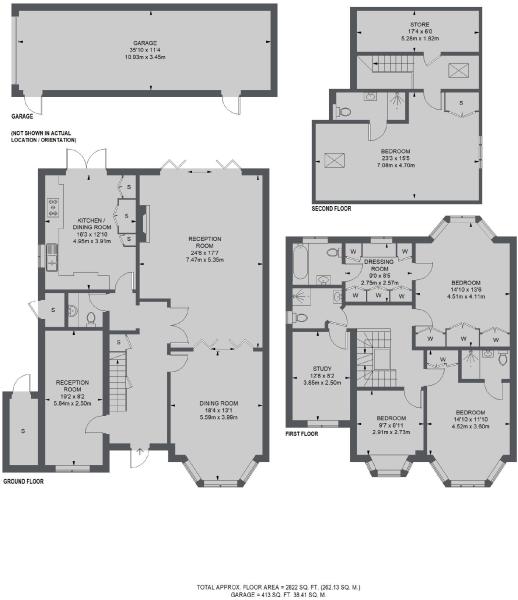 GARAGE
35'10 x 11'4
10.93m x 3.45m
GARAGE
(NOT SHOWN IN ACTUAL
LOCATION / ORIENTATION)
STORE
17'4 x 6'0
5.28m x 1.82m
S
BEDROOM
23'3 x 15'5
7.08m x 4.70m
SECOND FLOOR
S
S
S
KITCHEN /
DINING ROOM
16'3 x 12'10
4.95m x 3.91m
RECEPTION
ROOM
24'6 x 17'7
7.47m x 5.35m
S
S
RECEPTION
ROOM
19'2 x 8'2
5.84m x 2.50m
DINING ROOM
18'4 x 13'1
5.59m x 3.99m
S
GROUND FLOOR
W
W
DRESSING
ROOM
9'0 x 8'5
2.75m x 2.57m
W
W
W
BEDROOM
14'10 x 13'6
4.51m x 4.11m
W
W
W
W
STUDY
12'8 x 8'2
3.85m x 2.50m
BEDROOM
9'7 x 8'11
2.91m x 2.73m
BEDROOM
14'10 x 11'10
4.52m x 3.60m
FIRST FLOOR
TOTAL APPROX. FLOOR AREA = 2822 SQ. FT. (262.13 SQ. M.)
GARAGE = 413 SQ. FT. 38.41 SQ. M.